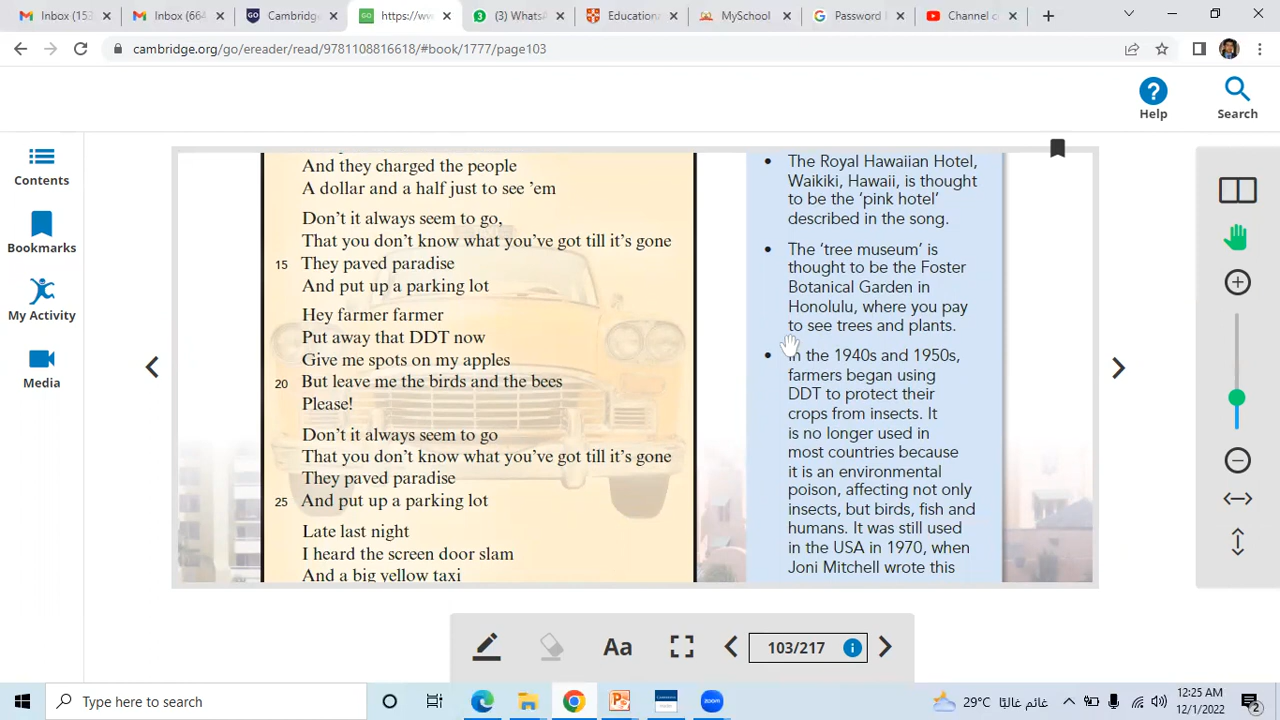 Inbox (153
Inbox (664
Cambridge
https://ww
(3) WhatsA
Educationa
MySchool
Password
Channel c
cambridge.org/go/ereader/read/9781108816618/#book/1777/page103
Help
Search
Contents
Bookmarks
My Activity
Media
And they charged the people
A dollar and a half just to see ’em
Don’t it always seem to go,
That you don’t know what you’ve got till it’s gone
15 They paved paradise
And put up a parking lot
Hey farmer farmer
Put away that DDT now
Give me spots on my apples
20 But leave me the birds and the bees
Please!
Don’t it always seem to go
That you don’t know what you’ve got till it’s gone
They paved paradise
25 And put up a parking lot
Late last night
I heard the screen door slam
And a big yellow taxi
• The Royal Hawaiian Hotel,
Waikiki, Hawaii, is thought
to be the ‘pink hotel’
described in the song.
• The ‘tree museum’ is
thought to be the Foster
Botanical Garden in
Honolulu, where you pay
to see trees and plants.
• In the 1940s and 1950s,
farmers began using
DDT to protect their
crops from insects. It
is no longer used in
most countries because
it is an environmental
poison, affecting not only
insects, but birds, fish and
humans. It was still used
in the USA in 1970, when
Joni Mitchell wrote this
Aa
103/217
Type here to search
29°C غائم غالبًا
12:25 AM
12/1/2022
2